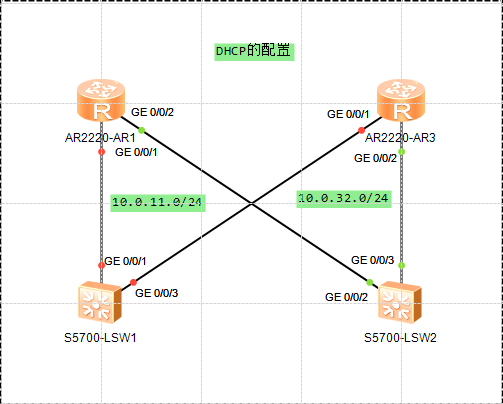 DHCP的配置
GE 0/0/2
GE 0/0/1
R
R
AR2220-AR1
AR2220-AR3
GE 0/0/1
GE 0/0/2
10.0.11.0/24
10.0.32.0/24
GE 0/0/1
GE 0/0/3
GE 0/0/3
GE 0/0/2
S5700-LSW1
S5700-LSW2